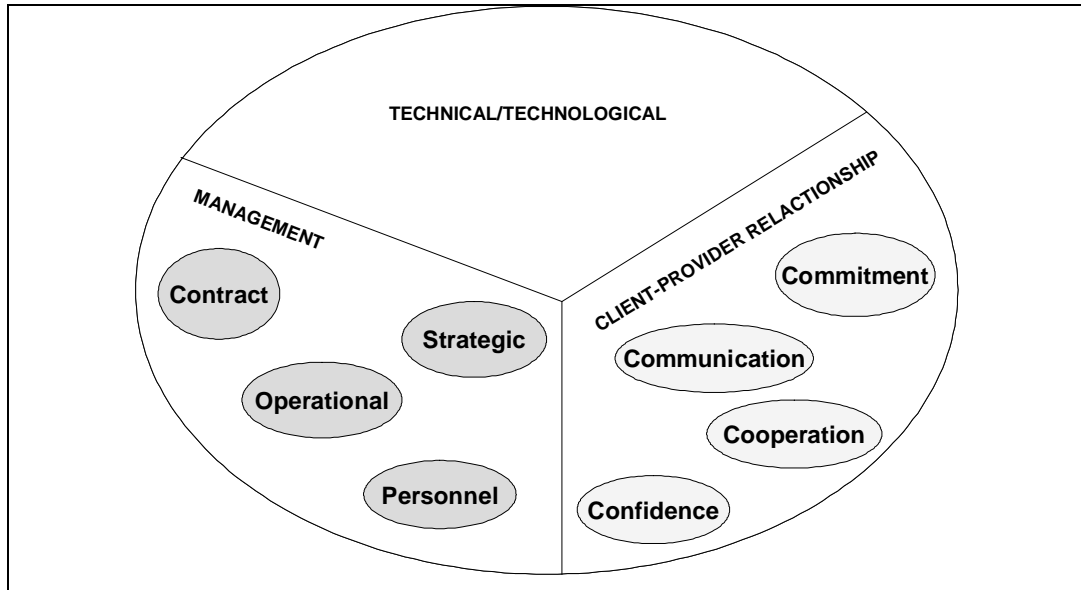 TECHNICAL/TECHNOLOGICAL
MANAGEMENT
Contract
Strategic
Operational
Personnel
CLIENT-PROVIDER RELACTIONSHIP
Commitment
Communication
Cooperation
Confidence